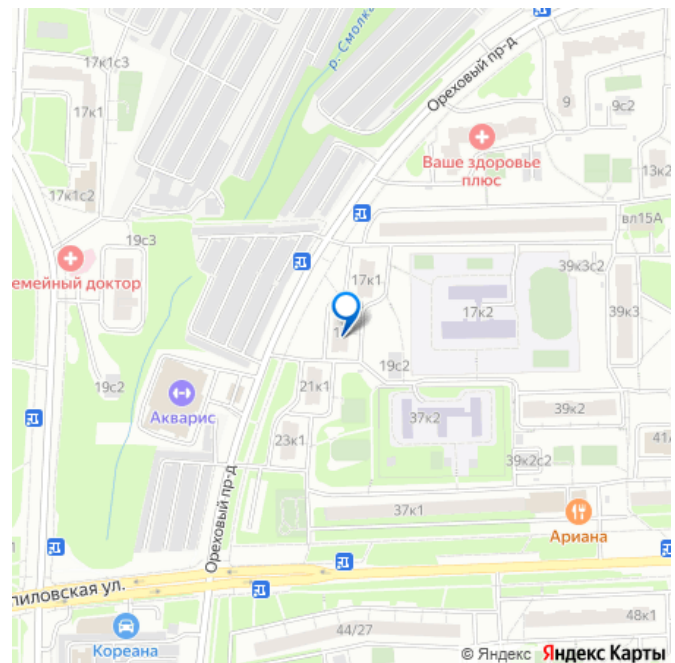 17к1с3
р. Смолка
Ореховый пр-д
17к1
9
9с2
Ваше здоровье
плюс
13к2
17к1с2
вл15А
19с3
емейный доктор
17к1
39к3с2
17к2
39к3
19с2
21к1
19с2
Акварис
37к2
39к2
23к1
41/
39к2с2
Ореховый пр-д
37к1
Ариана
пиловская ул.
Кореана
44/27
48к1
© Яндекс Яндекс Карты